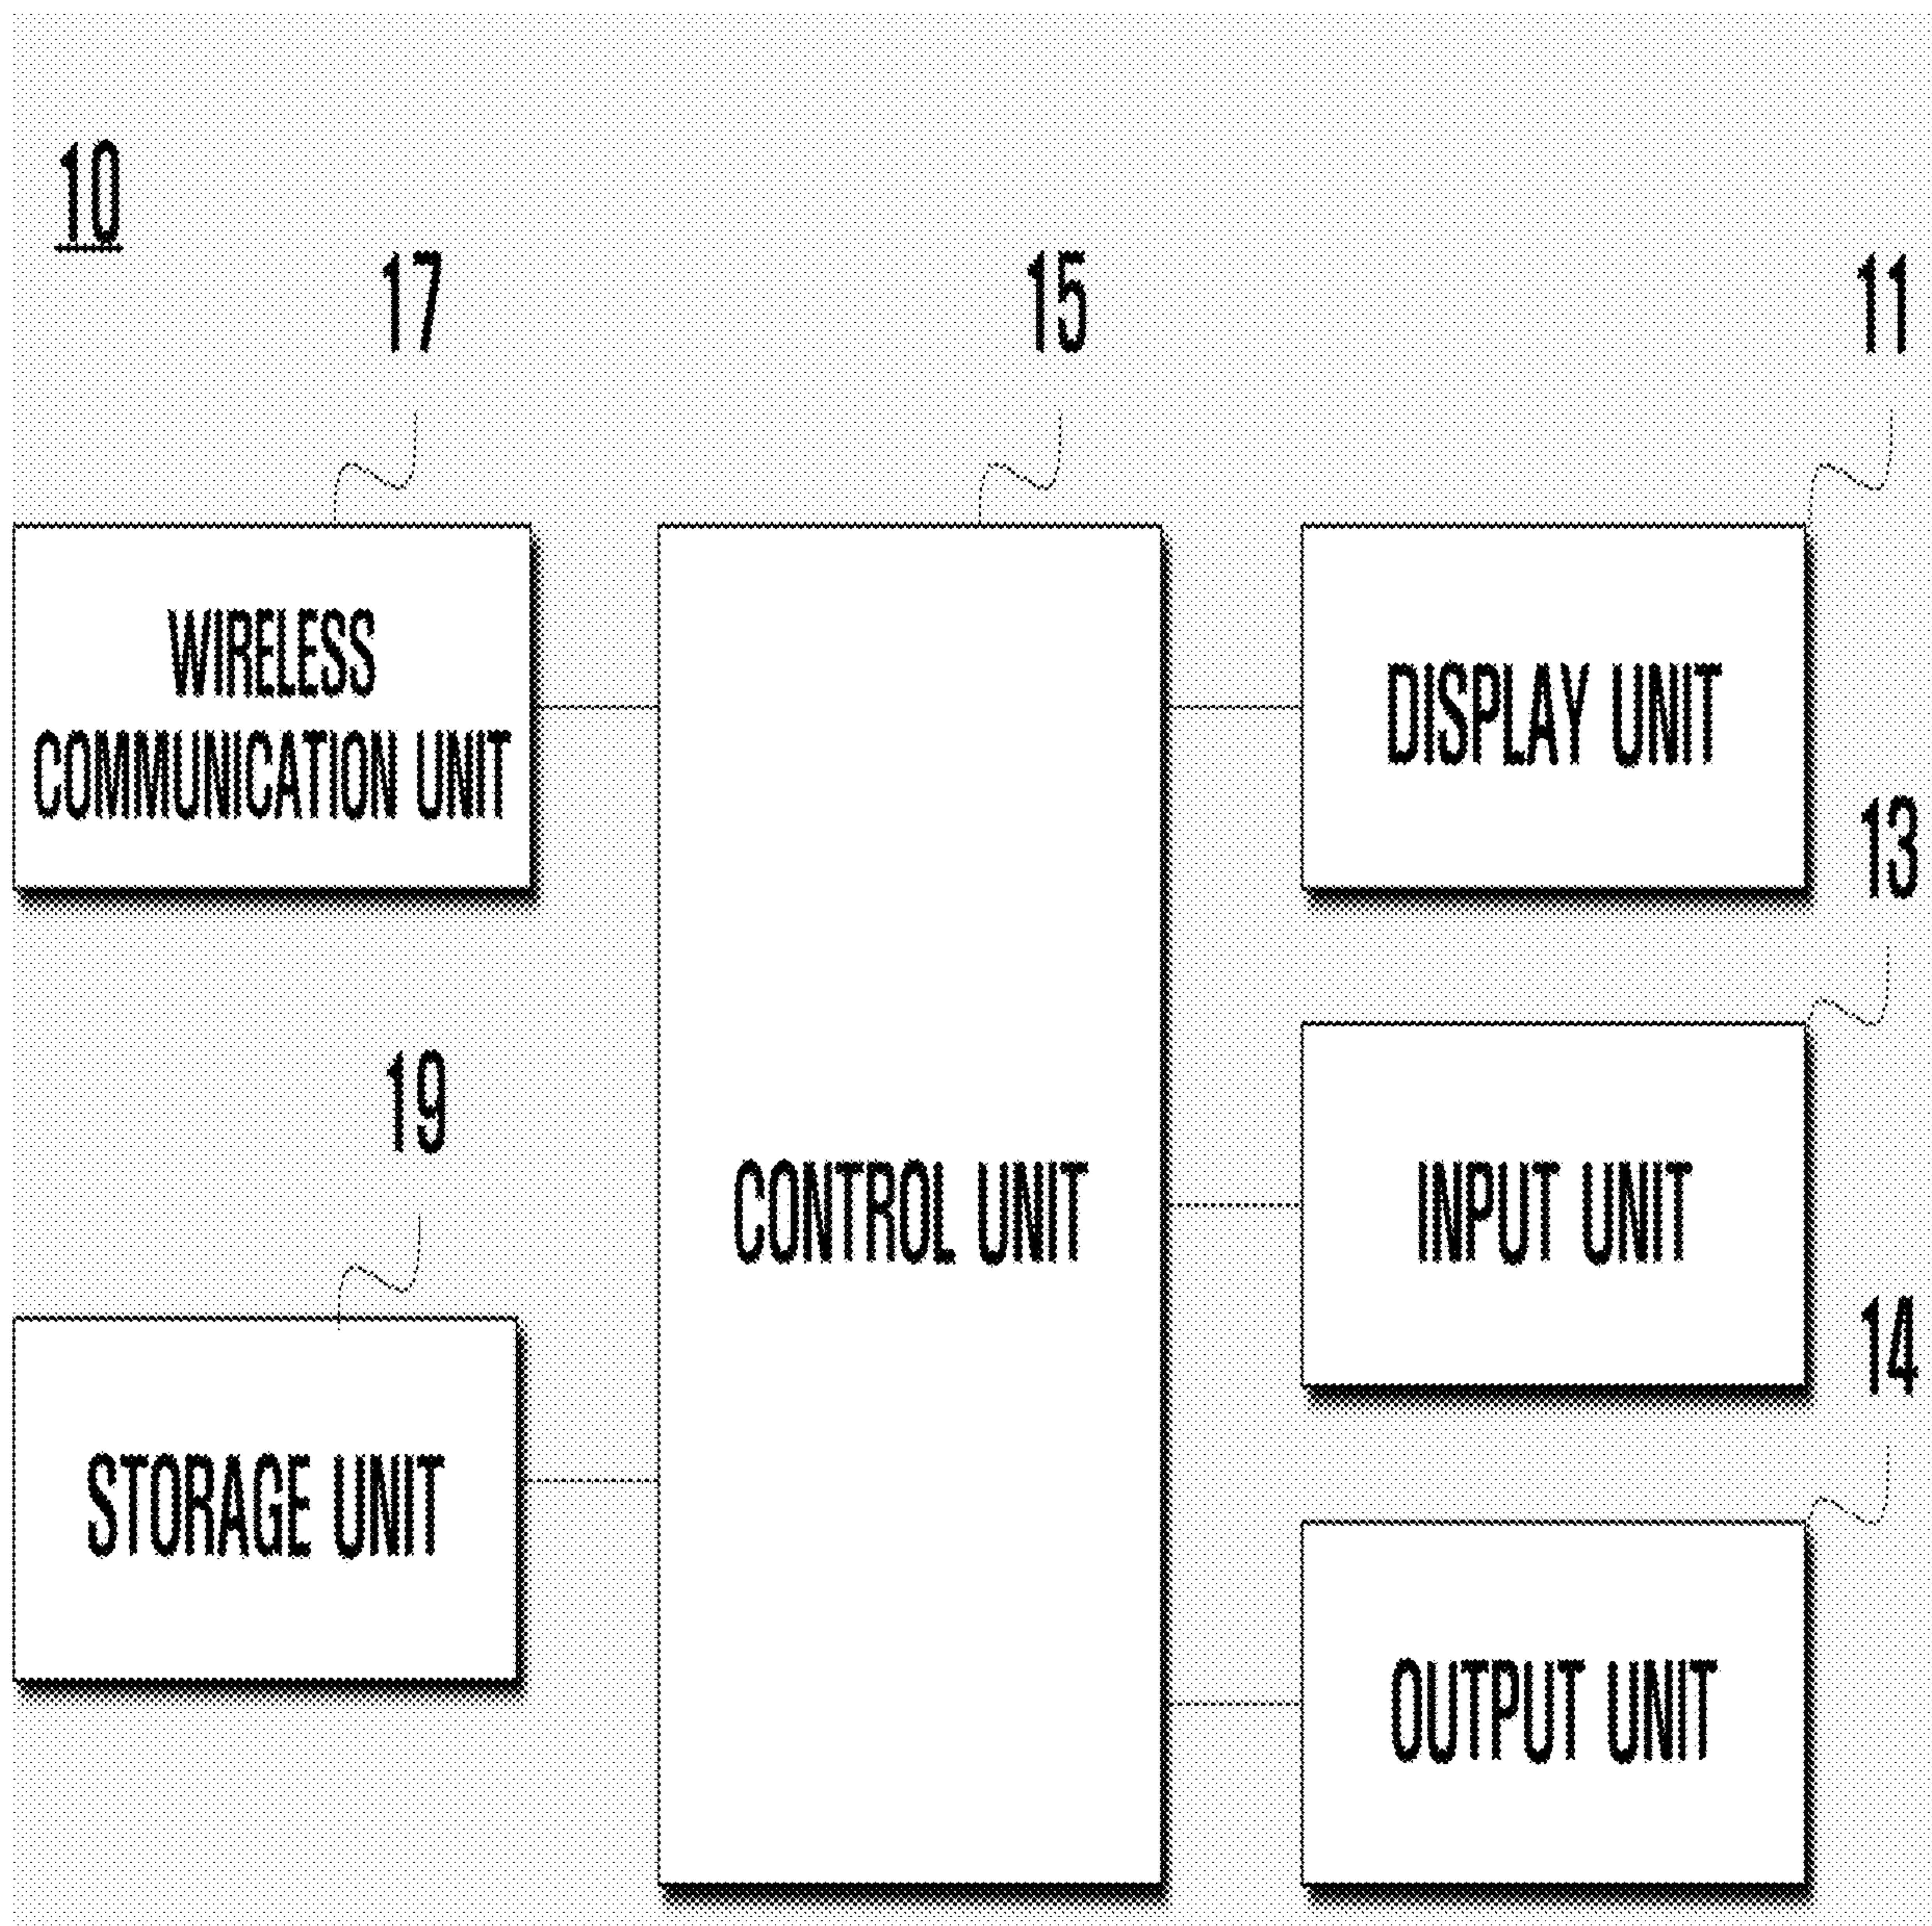 10
17
15
11
WIRELESS
COMMUNICATION UNIT
DISPLAY UNIT
13
19
CONTROL UNIT
INPUT UNIT
14
STORAGE UNIT
OUTPUT UNIT